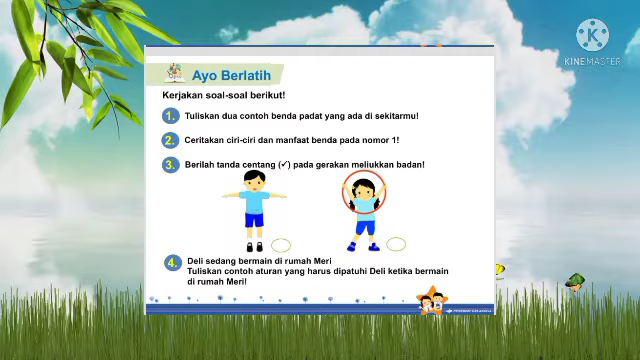 KINEMASTER
Ayo Berlatih
Kerjakan soal-soal berikut!
1. Tuliskan dua contoh benda padat yang ada di sekitarmu!
2. Ceritakan ciri-ciri dan manfaat benda pada nomor 1!
3. Berilah tanda centang (✓) pada gerakan meliukkan badan!
4. Deli sedang bermain di rumah Meri
Tuliskan contoh aturan yang harus dipatuhi Deli ketika bermain
di rumah Meri!